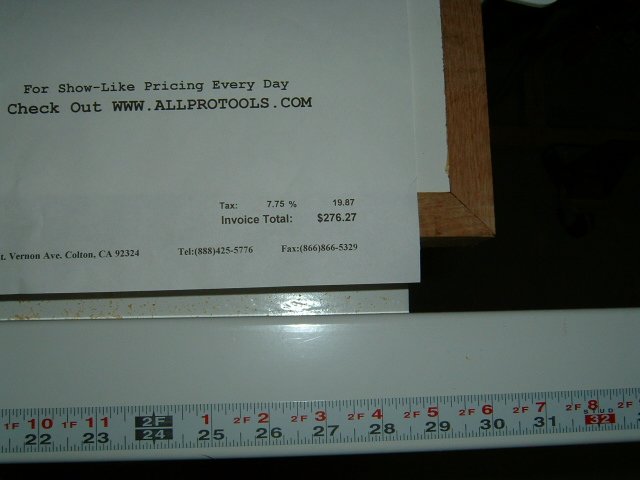 For Show-Like Pricing Every Day
Check Out WWW.ALLPROTOOLS.COM
Tax: 7.75 % 19.87
Invoice Total: $276.27
t. Vernon Ave. Colton, CA 92324 Tel:(888)425-5776 Fax:(866)866-5329
1F 10 1F 11 2F 1 2F 2 2F 3 2F 4 2F 5 2F 6 2F 7 2F 8
STUD
22 23 24 25 26 27 28 29 30 31 32